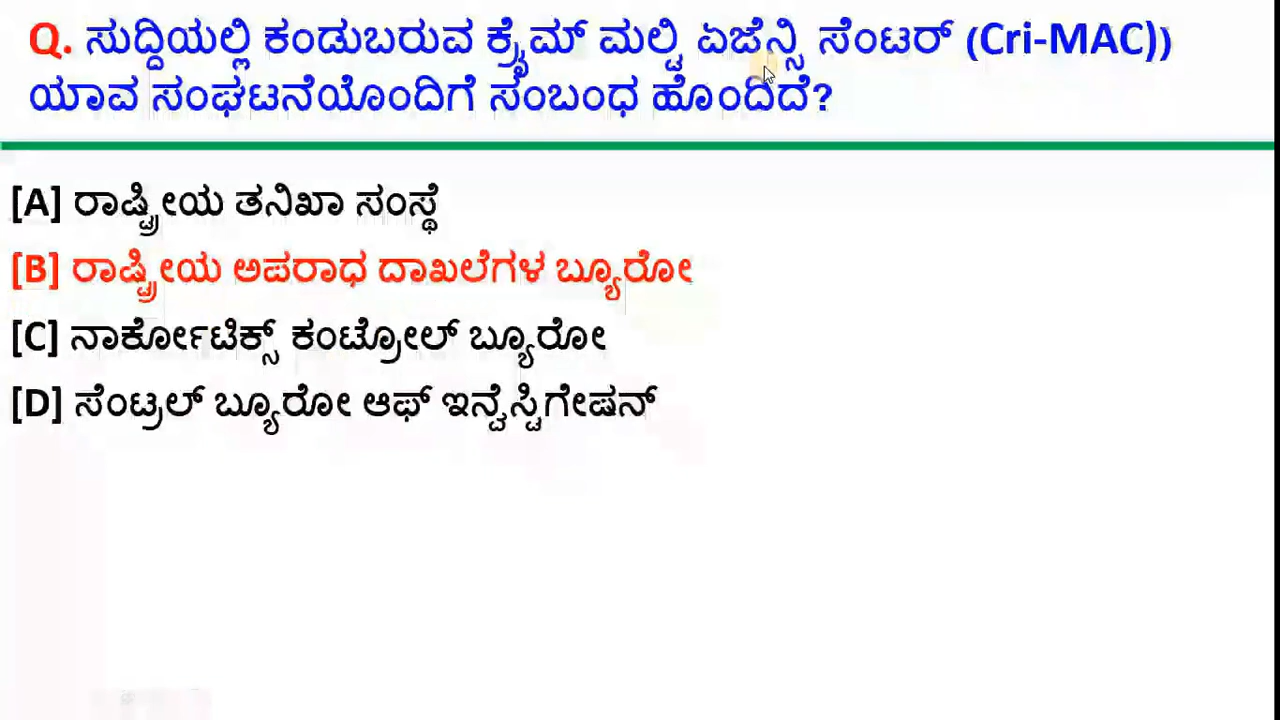 Q. ಸುದ್ದಿಯಲ್ಲಿ ಕಂಡುಬರುವ ಕ್ರೈಮ್ ಮಲ್ಟಿ ಏಜೆನ್ಸಿ ಸೆಂಟರ್ (Cri-MAC))
ಯಾವ ಸಂಘಟನೆಯೊಂದಿಗೆ ಸಂಬಂಧ ಹೊಂದಿದೆ?
[A] ರಾಷ್ಟ್ರೀಯ ತನಿಖಾ ಸಂಸ್ಥೆ
[B] ರಾಷ್ಟ್ರೀಯ ಅಪರಾಧ ದಾಖಲೆಗಳ ಬ್ಯೂರೋ
[C] ನಾರ್ಕೋಟಿಕ್ಸ್ ಕಂಟ್ರೋಲ್ ಬ್ಯೂರೋ
[D] ಸೆಂಟ್ರಲ್ ಬ್ಯೂರೋ ಆಫ್ ಇನ್ವೆಸ್ಟಿಗೇಷನ್